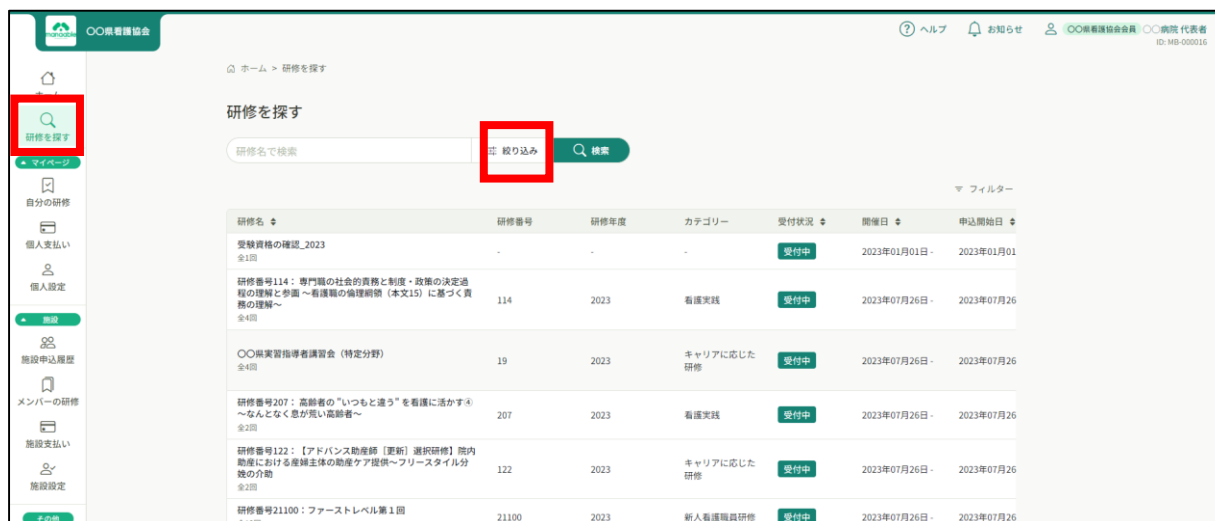 manaable
〇〇県看護協会
ヘルプ
お知らせ
〇〇県看護協会会員
〇〇病院 代表者
ID: MB-000016
ホーム
研修を探す
マイページ
自分の研修
個人支払い
個人設定
施設
施設申込履歴
メンバーの研修
施設支払い
施設設定
その他
ホーム > 研修を探す
研修を探す
研修名で検索
絞り込み
検索
フィルター
研修名 研修番号 研修年度 カテゴリー 受付状況 開催日 申込開始日
受験資格の確認_2023
全1回
- - - 受付中 2023年01月01日 - 2023年01月01
研修番号114： 専門職の社会的責務と制度・政策の決定過
程の理解と参画 ～看護職の倫理綱領（本文15）に基づく責
務の理解～
全4回
114 2023 看護実践 受付中 2023年07月26日 - 2023年07月26
〇〇県実習指導者講習会（特定分野）
全4回
19 2023 キャリアに応じた
研修
受付中 2023年07月26日 - 2023年07月26
研修番号207： 高齢者の "いつもと違う" を看護に活かす④
～なんとなく息が荒い高齢者～
全2回
207 2023 看護実践 受付中 2023年07月26日 - 2023年07月26
研修番号122：【アドバンス助産師［更新］選択研修】院内
助産における産婦主体の助産ケア提供～フリースタイル分
娩の介助
全2回
122 2023 キャリアに応じた
研修
受付中 2023年07月26日 - 2023年07月26
研修番号21100：ファーストレベル第１回
21100 2023 新人看護職員研修 受付中 2023年07月26日 - 2023年07月26